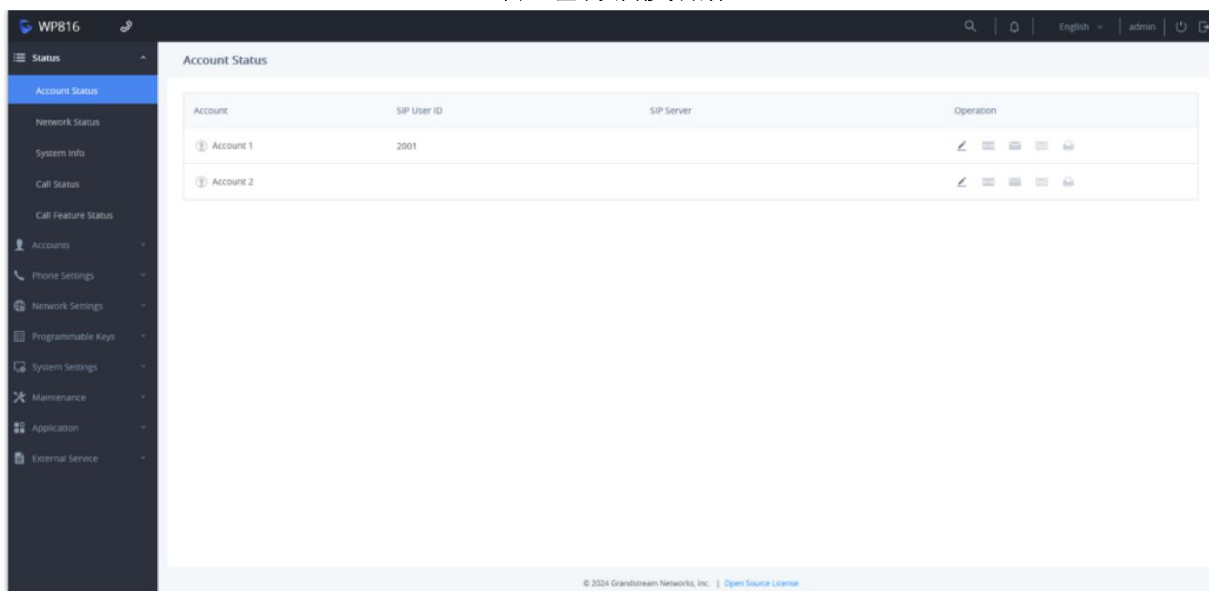 WP816
English
admin
Status
Account Status
Account Status
Network Status
System Info
Call Status
Call Feature Status
Accounts
Phone Settings
Network Settings
Programmable Keys
System Settings
Maintenance
Application
External Service
Account SIP User ID SIP Server Operation
Account 1 2001
Account 2
© 2024 Grandstream Networks, Inc. | Open Source License